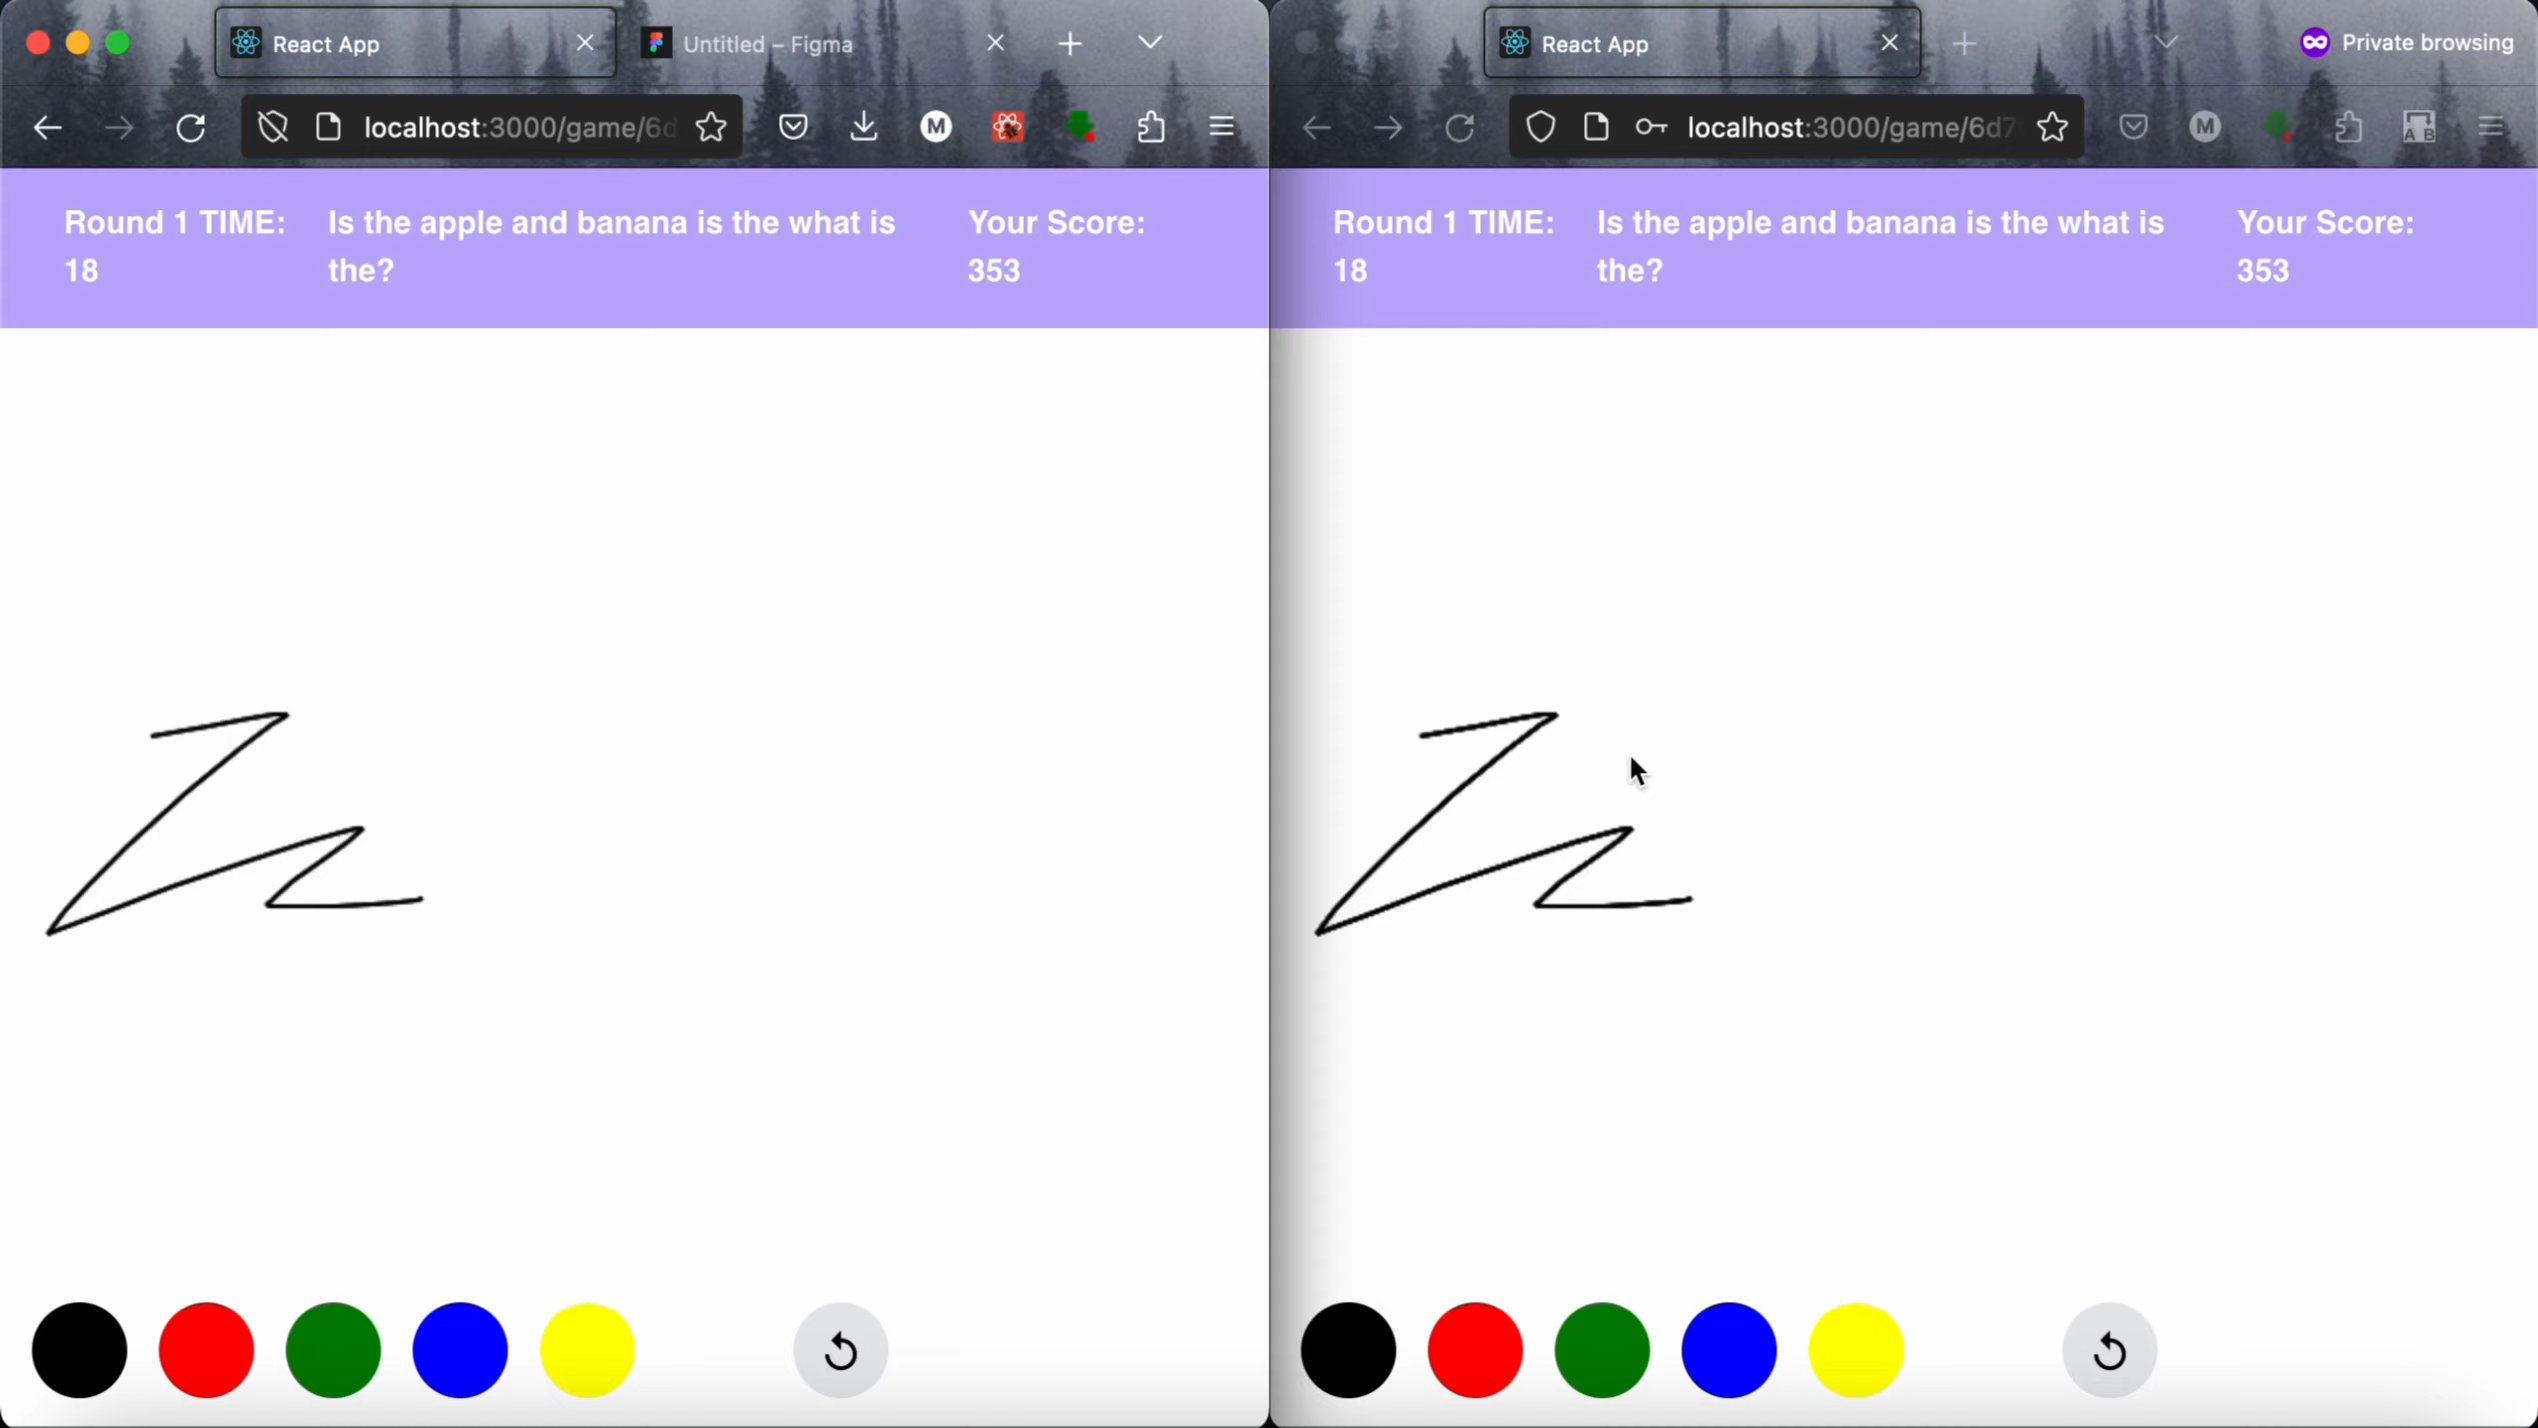 React App
Untitled – Figma
localhost:3000/game/6d
M
Round 1 TIME:
18
Is the apple and banana is the what is
the?
Your Score:
353
React App
Private browsing
localhost:3000/game/6d7
M
A B
Round 1 TIME:
18
Is the apple and banana is the what is
the?
Your Score:
353